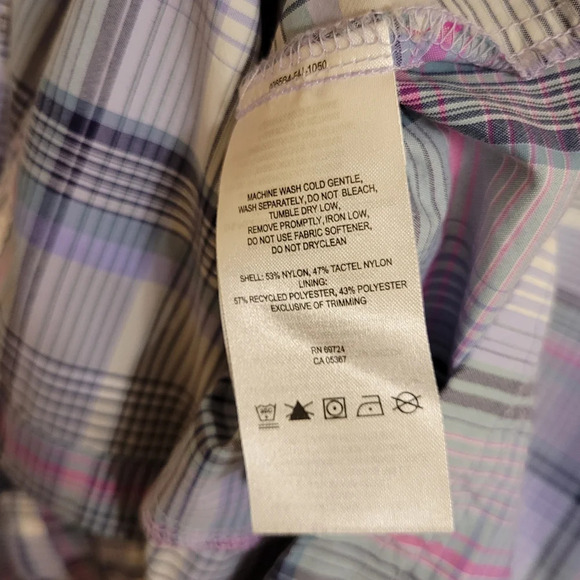 MACHINE WASH COLD GENTLE,
WASH SEPARATELY, DO NOT BLEACH,
TUMBLE DRY LOW,
REMOVE PROMPTLY, IRON LOW,
DO NOT USE FABRIC SOFTENER,
DO NOT DRYCLEAN
SHELL: 53% NYLON, 47% TACTEL NYLON
LINING:
57% RECYCLED POLYESTER, 43% POLYESTER
EXCLUSIVE OF TRIMMING
RN 69724
CA 05367